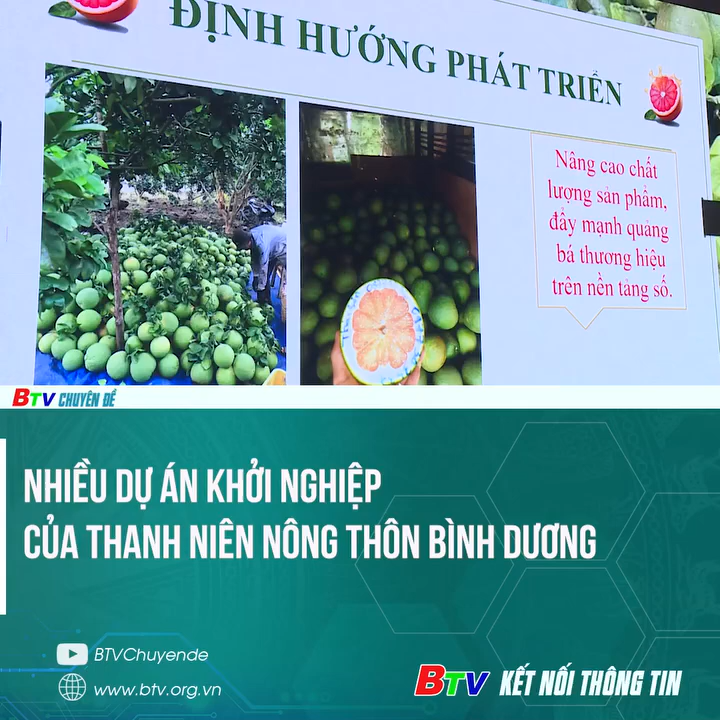 ĐỊNH HƯỚNG PHÁT TRIỂN
Nâng cao chất
lượng sản phẩm,
đẩy mạnh quảng
bá thương hiệu
trên nền tảng số.
BTV CHUYÊN ĐỀ
NHIỀU DỰ ÁN KHỞI NGHIỆP
CỦA THANH NIÊN NÔNG THÔN BÌNH DƯƠNG
BTVChuyende
www.btv.org.vn
BTV KẾT NỐI THÔNG TIN